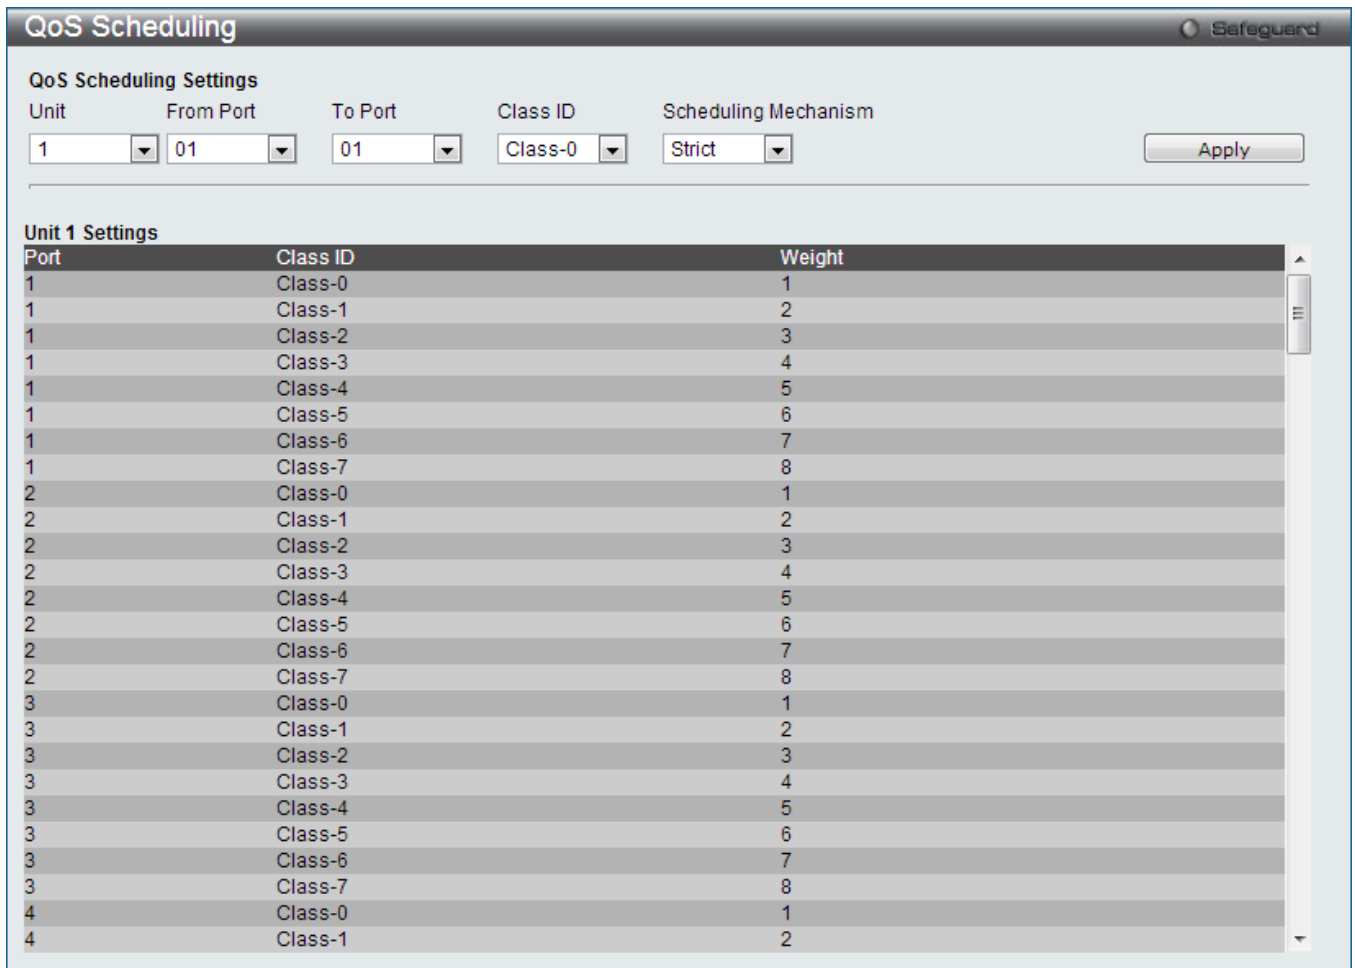 QoS Scheduling Safeguard
QoS Scheduling Settings
Unit From Port To Port Class ID Scheduling Mechanism
1 01 01 Class-0 Strict Apply
Unit 1 Settings
Port Class ID Weight
1 Class-0 1
1 Class-1 2
1 Class-2 3
1 Class-3 4
1 Class-4 5
1 Class-5 6
1 Class-6 7
1 Class-7 8
2 Class-0 1
2 Class-1 2
2 Class-2 3
2 Class-3 4
2 Class-4 5
2 Class-5 6
2 Class-6 7
2 Class-7 8
3 Class-0 1
3 Class-1 2
3 Class-2 3
3 Class-3 4
3 Class-4 5
3 Class-5 6
3 Class-6 7
3 Class-7 8
4 Class-0 1
4 Class-1 2